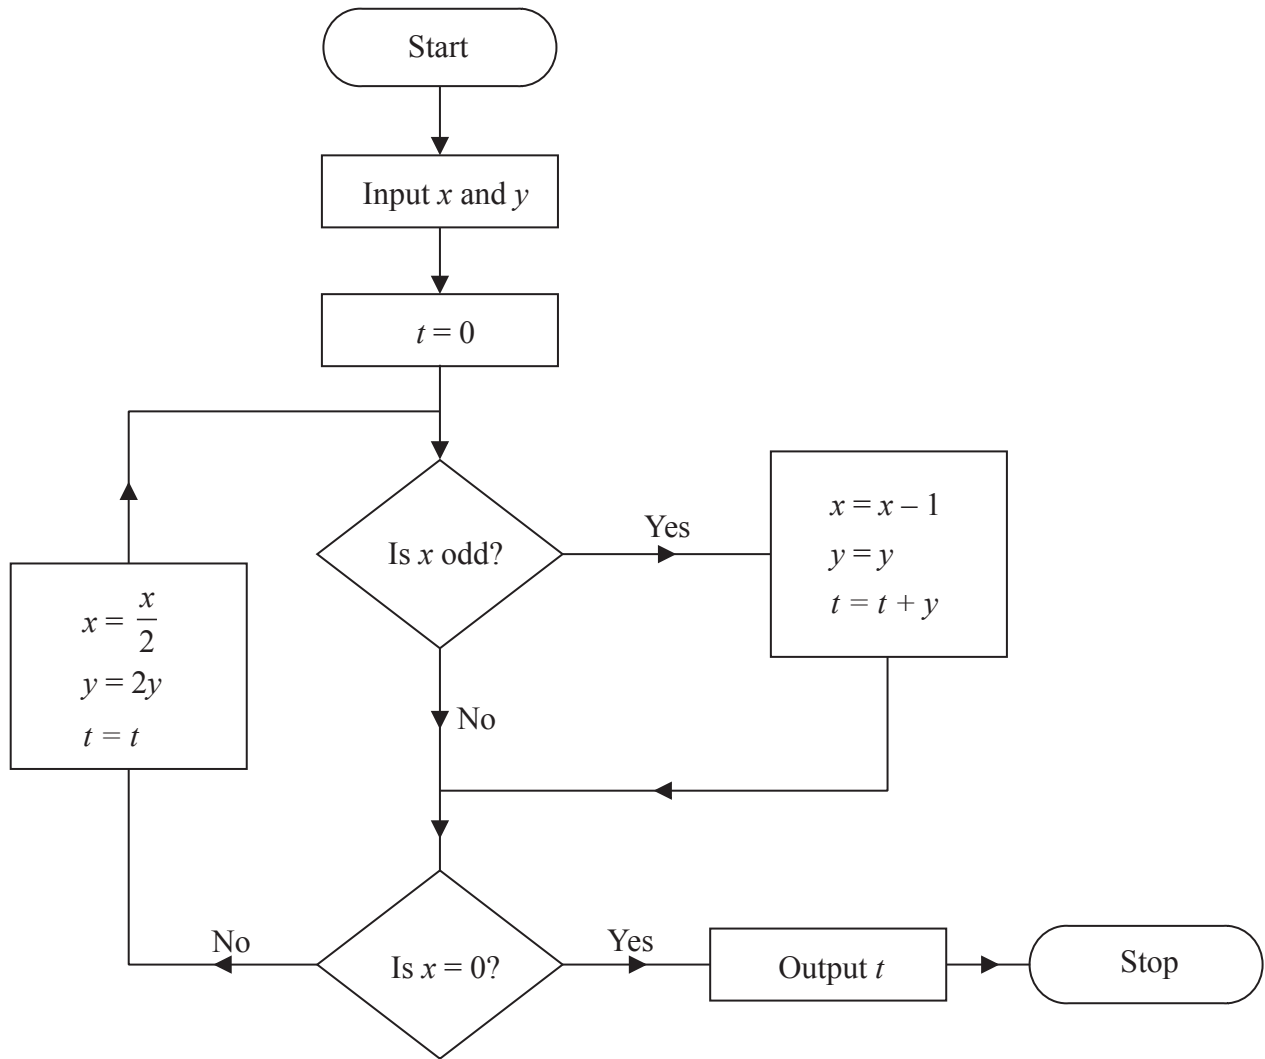 Start
Input x and y
t = 0
Is x odd?
Yes
x = x – 1
y = y
t = t + y
No
x = x/2
y = 2y
t = t
Is x = 0?
No
Yes
Output t
Stop